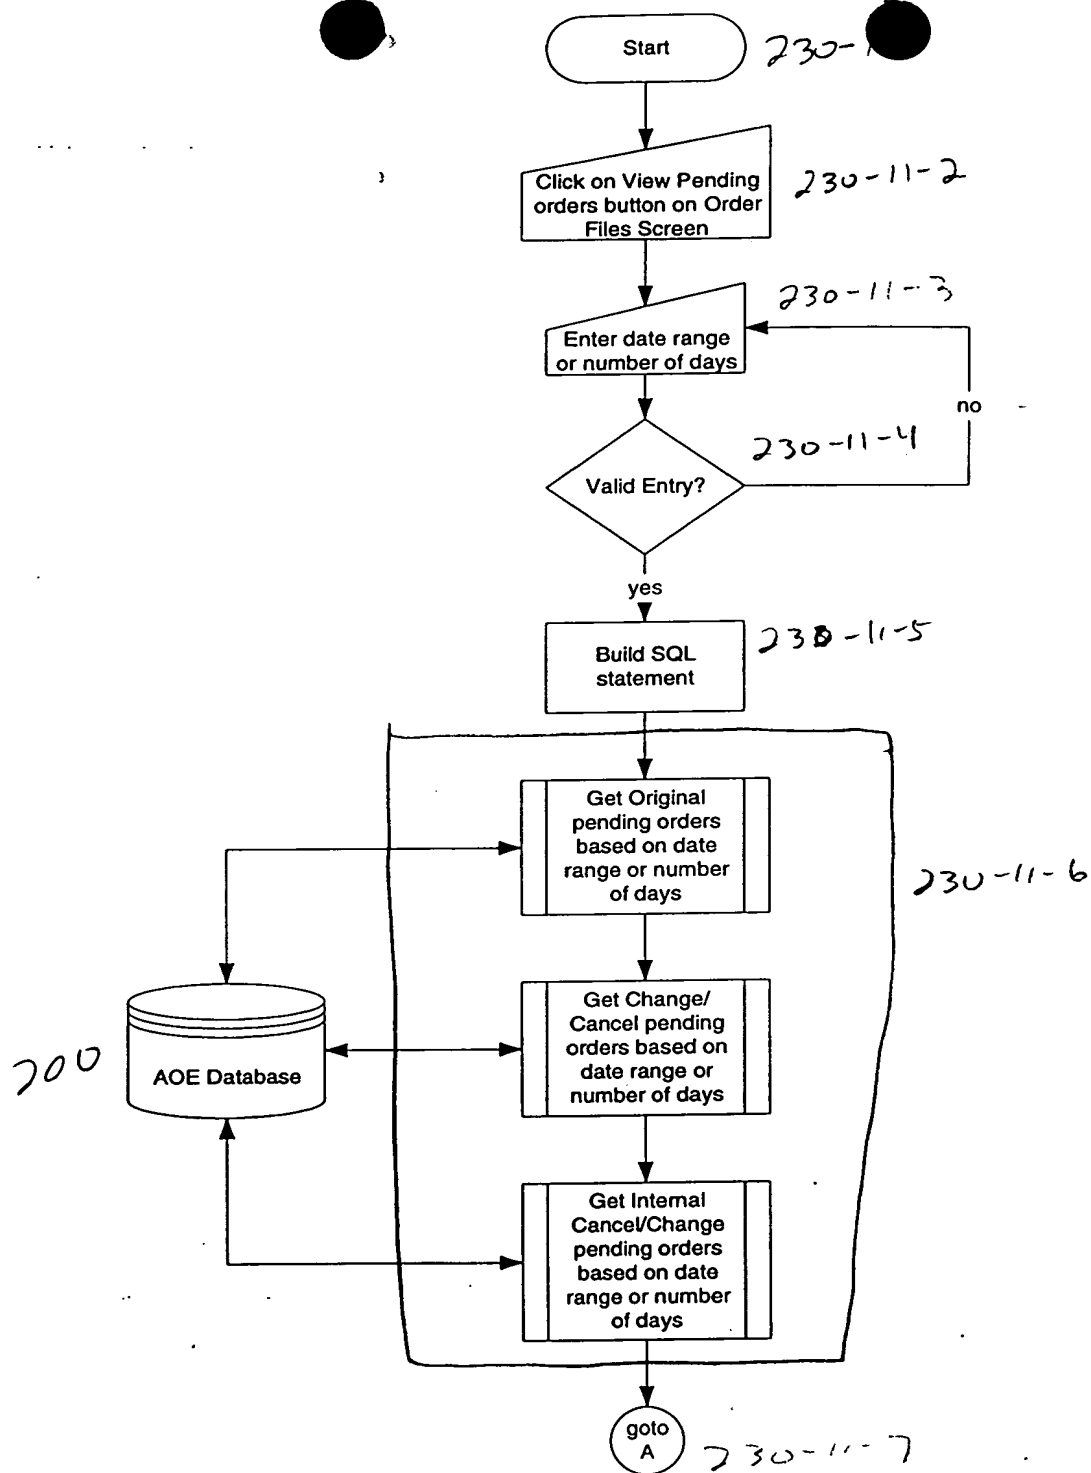 Start
230-1
Click on View Pending
orders button on Order
Files Screen
230-11-2
230-11-3
Enter date range
or number of days
no
230-11-4
Valid Entry?
yes
Build SQL
statement
230-11-5
Get Original
pending orders
based on date
range or number
of days
230-11-6
Get Change/
Cancel pending
orders based on
date range or
number of days
200
AOE Database
Get Internal
Cancel/Change
pending orders
based on date
range or number
of days
goto
A
230-11-7